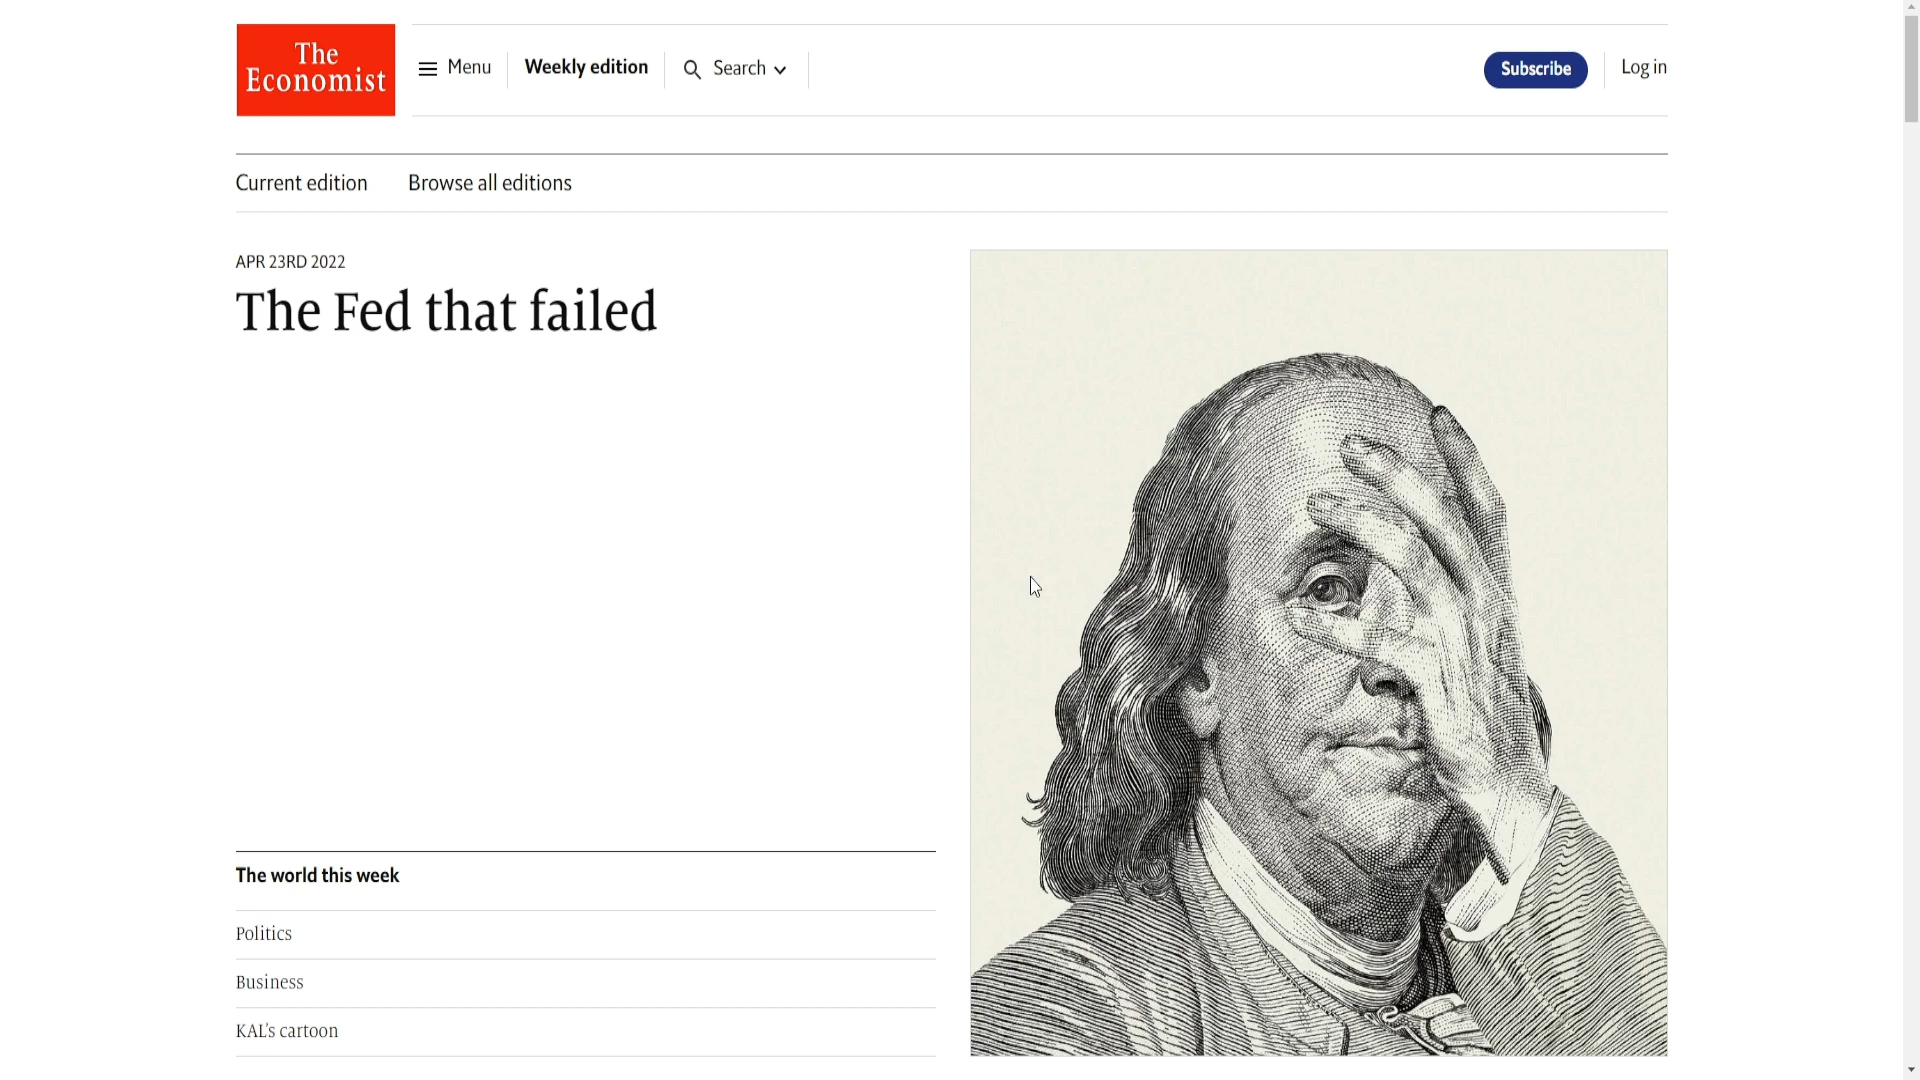 The
Economist
Menu
Weekly edition
Search
Subscribe
Log in
Current edition
Browse all editions
APR 23RD 2022
The Fed that failed
The world this week
Politics
Business
KAL's cartoon